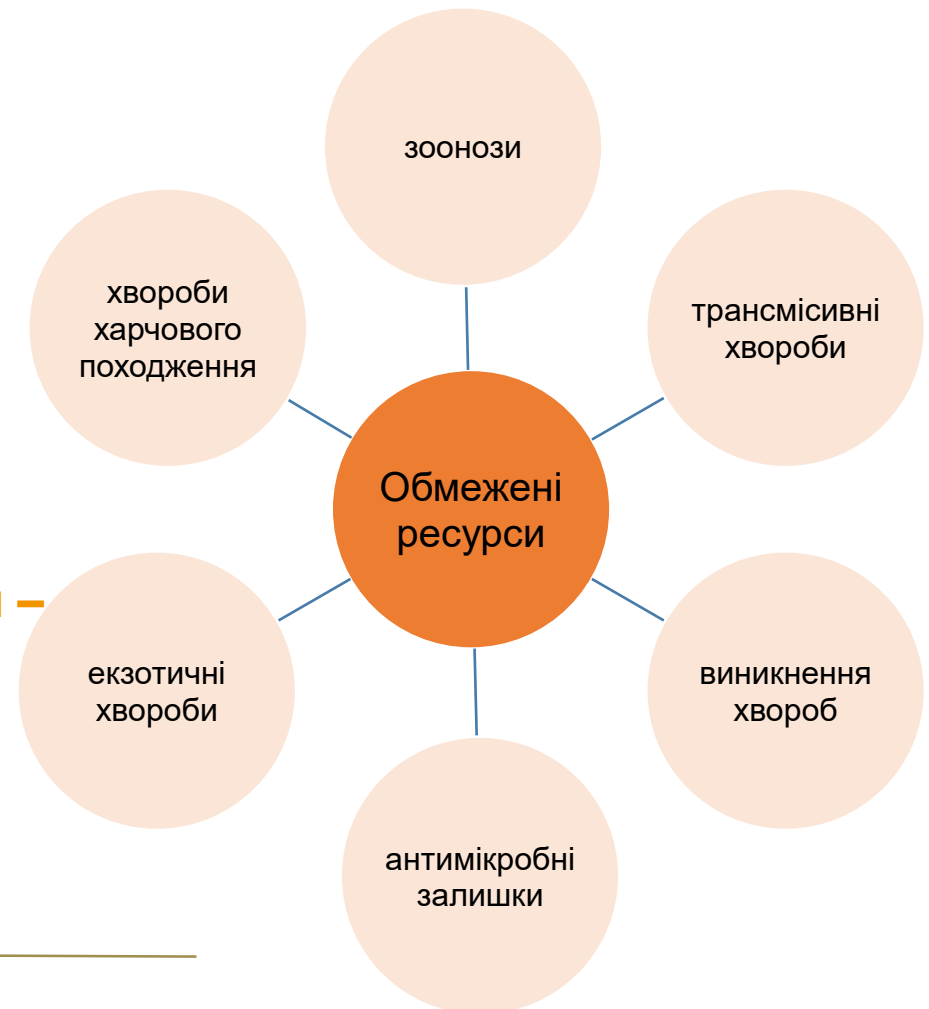 зоонози
хвороби
харчового
походження
трансмісивні
хвороби
Обмежені
ресурси
екзотичні
хвороби
виникнення
хвороб
антимікробні
залишки